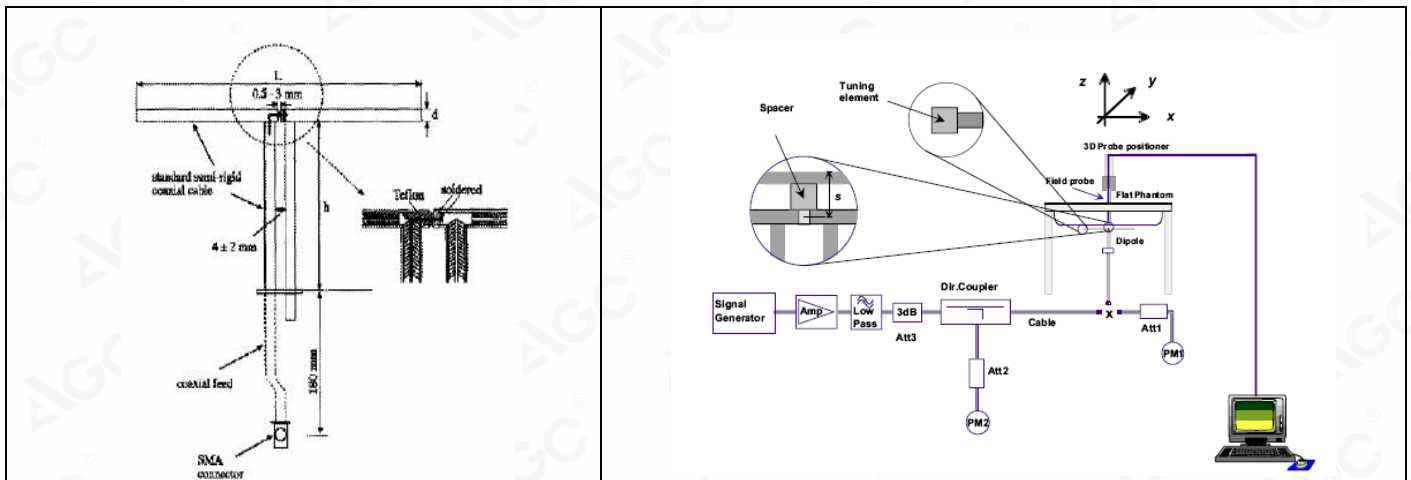 L
0.5-3 mm
d
standard semi-rigid
coaxial cable
h
4 ± 2 mm
Teflon
soldered
coaxial feed
180 mm
SMA
connector
Spacer
Tuning
element
z
y
x
s
3D Probe positioner
Field probe
Flat Phantom
Dipole
Signal
Generator
Amp
Low
Pass
3dB
Att3
Dir.Coupler
Cable
x
Att1
PM1
Att2
PM2
AGC
®